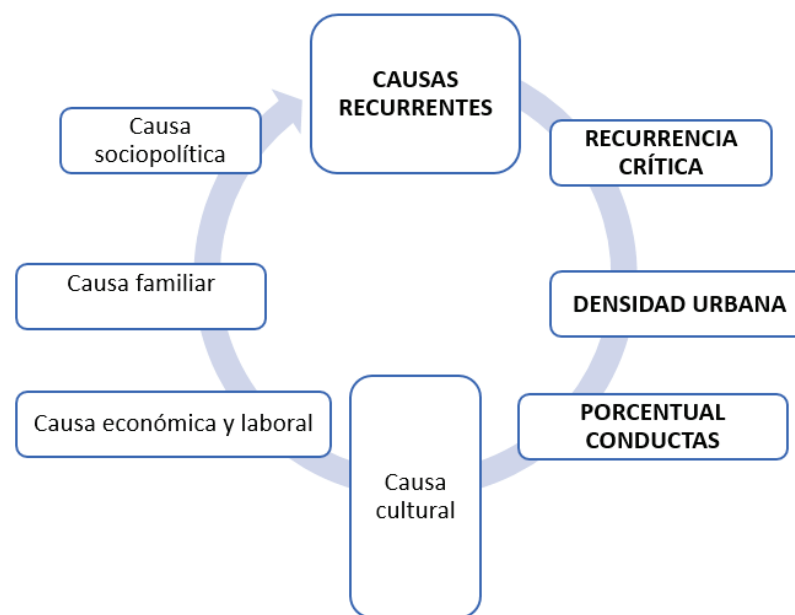 CAUSAS
RECURRENTES
RECURRENCIA
CRÍTICA
DENSIDAD URBANA
PORCENTUAL
CONDUCTAS
Causa
cultural
Causa económica y laboral
Causa familiar
Causa
sociopolítica